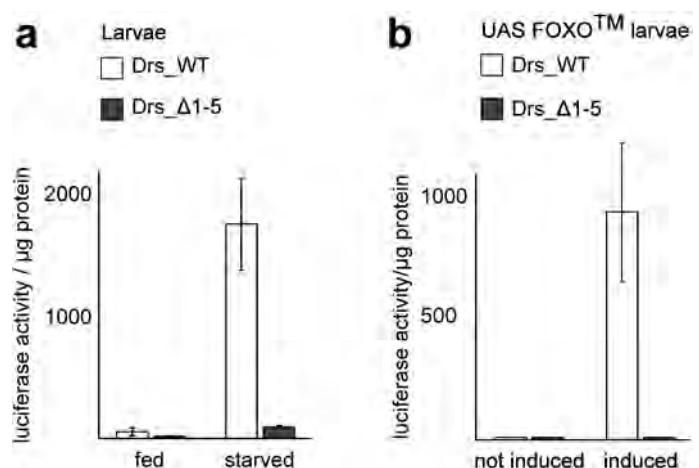 a
Larvae
Drs_WT
Drs_Δ1-5
luciferase activity / µg protein
2000
1000
fed starved
b
UAS FOXO™ larvae
Drs_WT
Drs_Δ1-5
luciferase activity/µg protein
1000
500
not induced induced